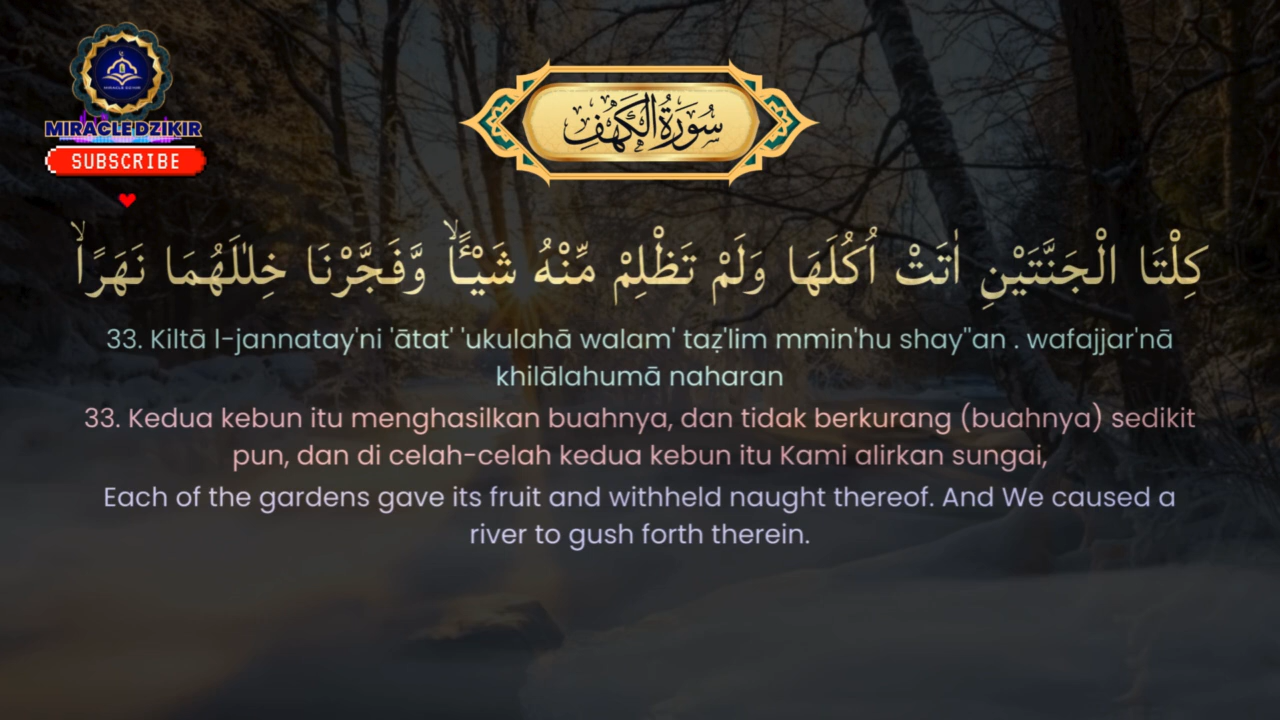 MIRACLE DZIKIR
SUBSCRIBE
سُوْرَةُ الْكَهْفِ
كِلْتَا الْجَنَّتَيْنِ اٰتَتْ اُكُلَهَا وَلَمْ تَظْلِمْ مِّنْهُ شَيْـًٔاۙ وَّفَجَّرْنَا خِلٰلَهُمَا نَهَرًاۙ
33. Kiltā l-jannatay'ni 'ātat' 'ukulahā walam' taẓ'lim mmin'hu shay''an . wafajjar'nā
khilālahumā naharan
33. Kedua kebun itu menghasilkan buahnya, dan tidak berkurang (buahnya) sedikit
pun, dan di celah-celah kedua kebun itu Kami alirkan sungai,
Each of the gardens gave its fruit and withheld naught thereof. And We caused a
river to gush forth therein.